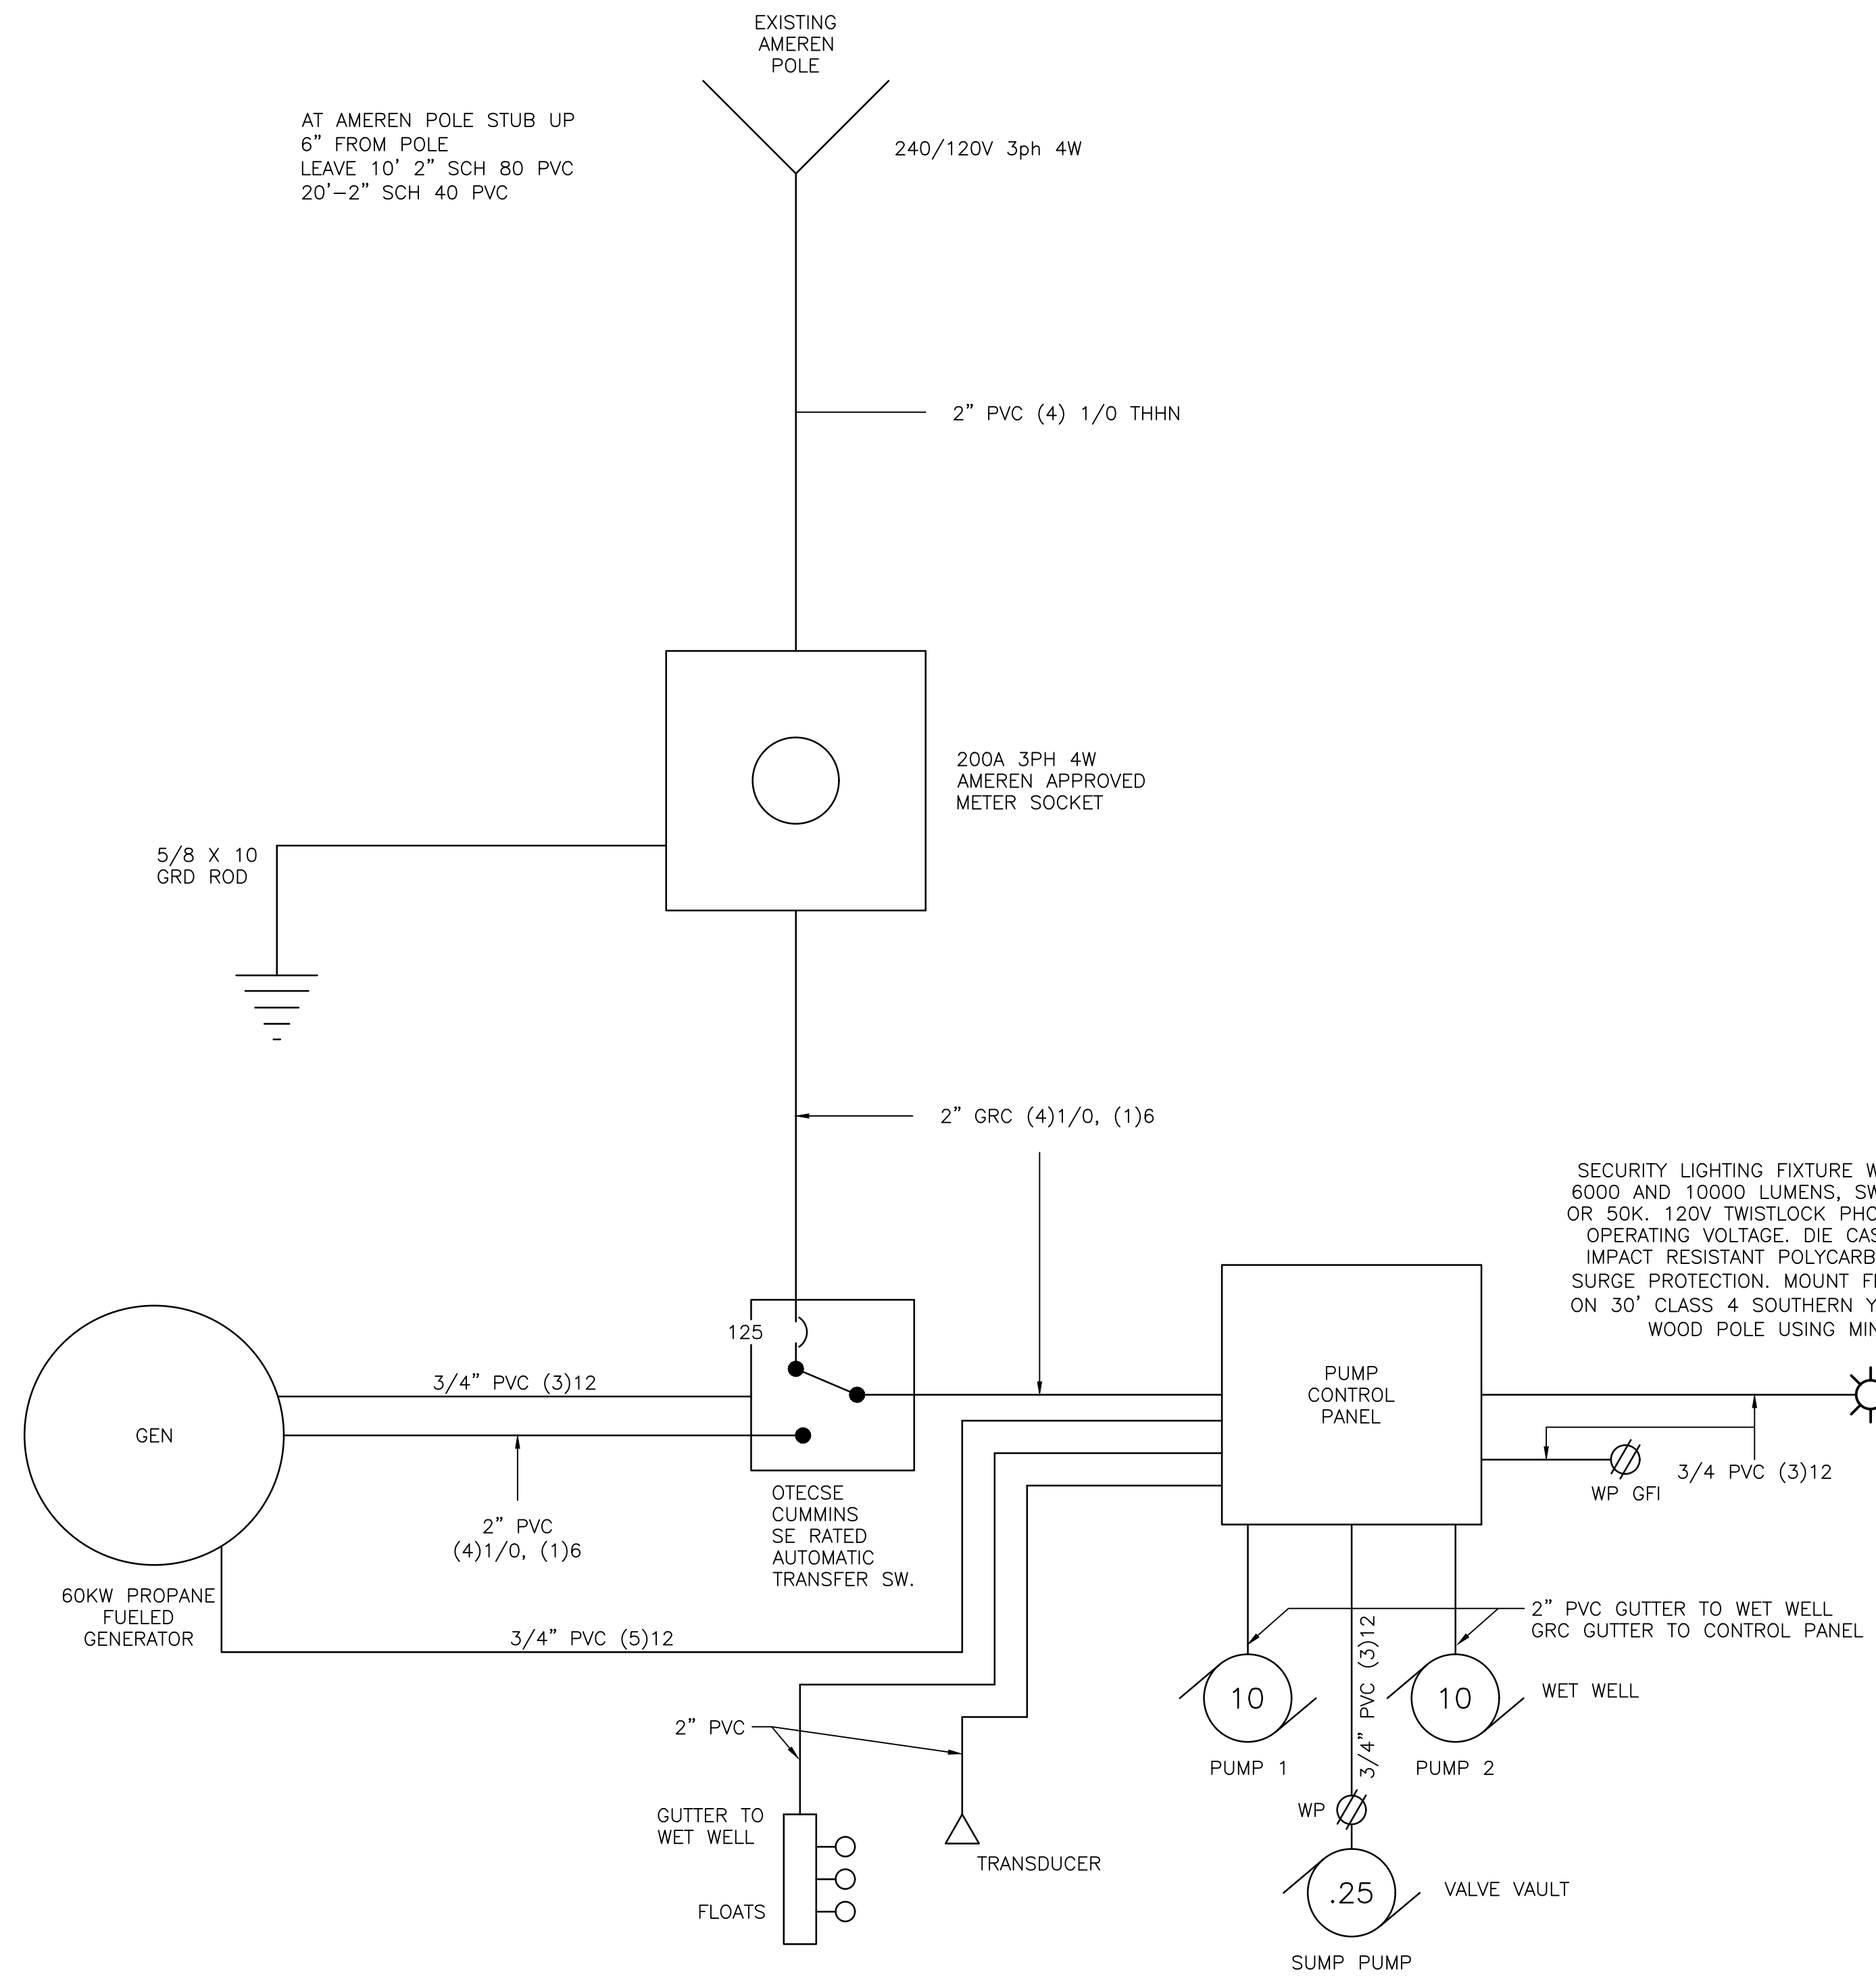 EXISTING
AMEREN
POLE
AT AMEREN POLE STUB UP
6” FROM POLE
LEAVE 10’ 2” SCH 80 PVC
20’–2” SCH 40 PVC
240/120V 3ph 4W
2” PVC (4) 1/0 THHN
200A 3PH 4W
AMEREN APPROVED
METER SOCKET
5/8 X 10
GRD ROD
2” GRC (4)1/0, (1)6
SECURITY LIGHTING FIXTURE
6000 AND 10000 LUMENS,
OR 50K. 120V TWISTLOCK
OPERATING VOLTAGE. DIE
IMPACT RESISTANT
SURGE PROTECTION. MOUNT
ON 30’ CLASS 4 SOUTHERN
WOOD POLE USING
125
PUMP
CONTROL
PANEL
3/4” PVC (3)12
GEN
3/4 PVC (3)12
WP GFI
OTECSE
CUMMINS
SE RATED
AUTOMATIC
TRANSFER SW.
2” PVC
(4)1/0, (1)6
60KW PROPANE
FUELED
GENERATOR
3/4” PVC (5)12
2” PVC GUTTER TO WET WELL
GRC GUTTER TO CONTROL PANEL
3/4” PVC (3)12
10
10
WET WELL
2” PVC
PUMP 1
PUMP 2
WP
GUTTER TO
WET WELL
TRANSDUCER
.25
VALVE VAULT
FLOATS
SUMP PUMP